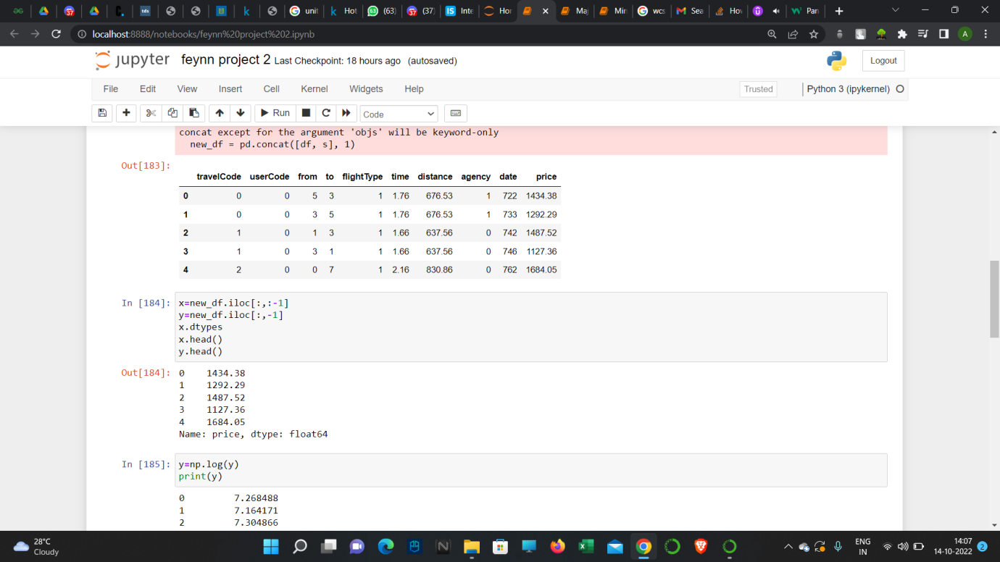 37
tds
k
unit
k
Hot
63
(63)
37
(37)
IS
Inte
Hor
Maj
Min
wcs
Sea
Hov
Pan
localhost:8888/notebooks/feynn%20project%202.ipynb
A
jupyter feynn project 2 Last Checkpoint: 18 hours ago (autosaved)
Logout
File Edit View Insert Cell Kernel Widgets Help
Trusted
Python 3 (ipykernel)
Run
Code
concat except for the argument 'objs' will be keyword-only
new_df = pd.concat([df, s], 1)
Out[183]:
travelCode userCode from to flightType time distance agency date price
0 0 0 5 3 1 1.76 676.53 1 722 1434.38
1 0 0 3 5 1 1.76 676.53 1 733 1292.29
2 1 0 1 3 1 1.66 637.56 0 742 1487.52
3 1 0 3 1 1 1.66 637.56 0 746 1127.36
4 2 0 0 7 1 2.16 830.86 0 762 1684.05
In [184]: x=new_df.iloc[:,:-1]
y=new_df.iloc[:,-1]
x.dtypes
x.head()
y.head()
Out[184]: 0 1434.38
1 1292.29
2 1487.52
3 1127.36
4 1684.05
Name: price, dtype: float64
In [185]: y=np.log(y)
print(y)
0 7.268488
1 7.164171
2 7.304866
28°C
Cloudy
N
ENG
IN
14:07
14-10-2022
2